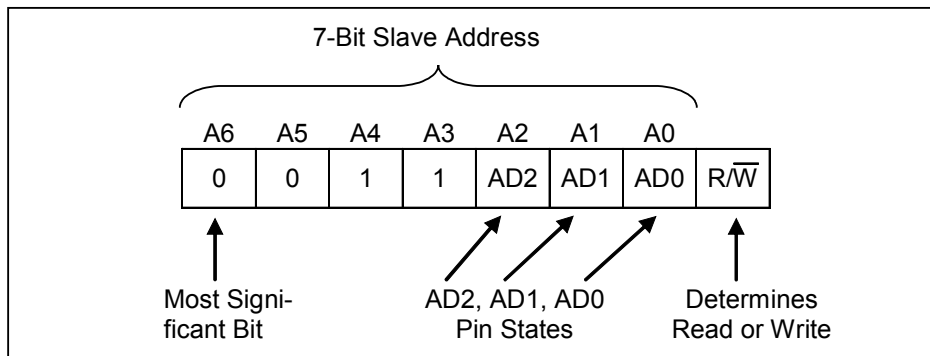 7-Bit Slave Address
A6 A5 A4 A3 A2 A1 A0
0 0 1 1 AD2 AD1 AD0 R/W̅
Most Signi-
ficant Bit
AD2, AD1, AD0
Pin States
Determines
Read or Write